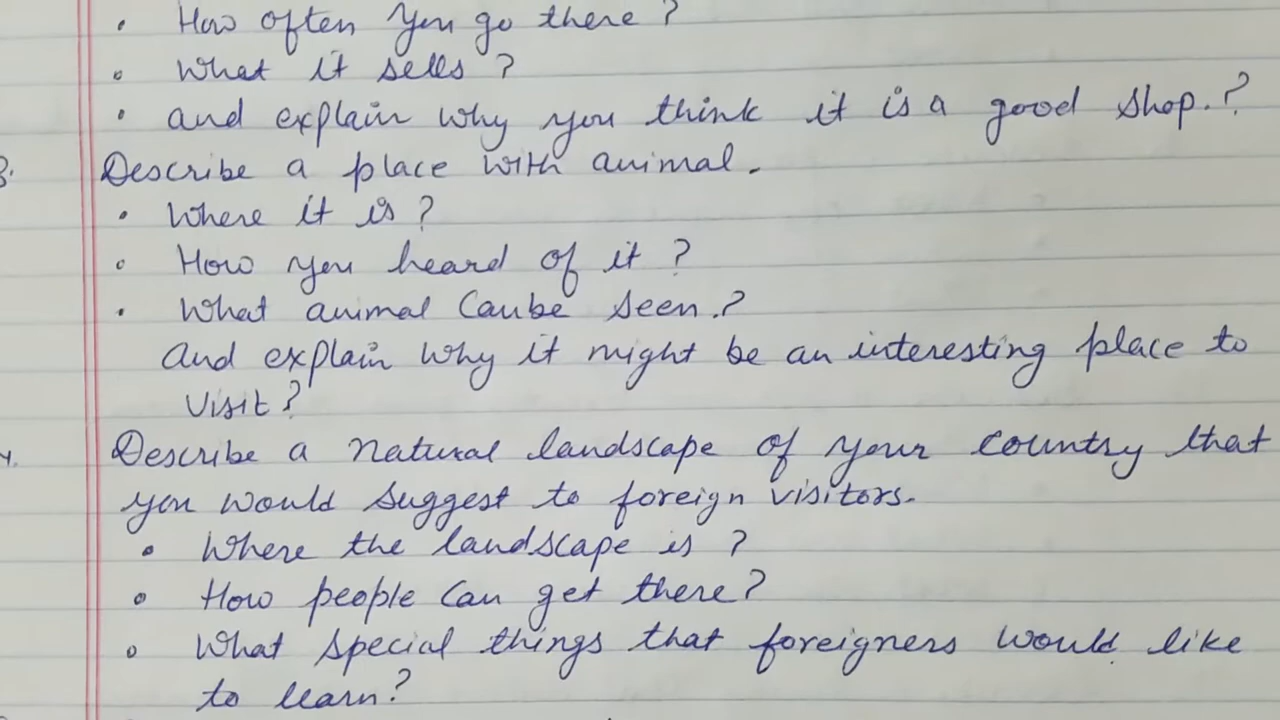 • How often you go there?
• What it sells?
• and explain why you think it is a good shop.?
3. Describe a place with animal.
• Where it is?
• How you heard of it?
• What animal Canbe seen.?
And explain why it might be an interesting place to
visit?
4. Describe a natural landscape of your country that
you would suggest to foreign visitors.
• Where the landscape is?
• How people can get there?
• What special things that foreigners would like
to learn?